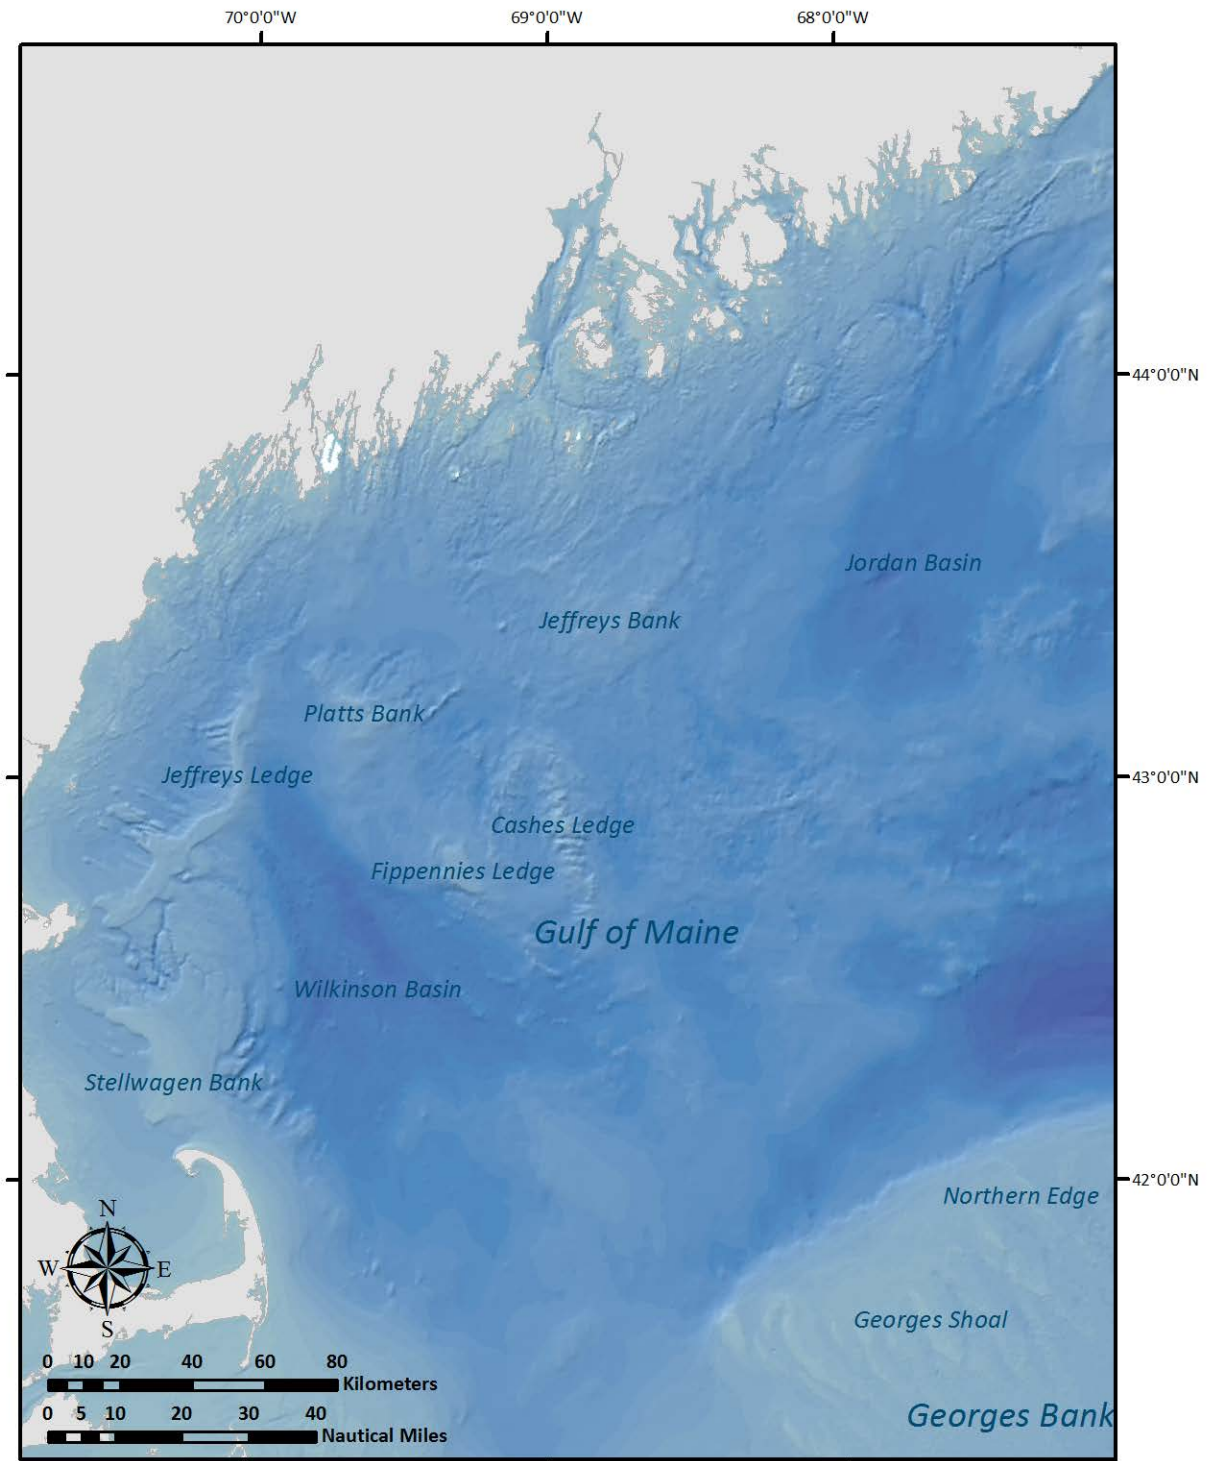 70°0'0"W 69°0'0"W 68°0'0"W
44°0'0"N
Jordan Basin
Jeffreys Bank
Platts Bank
Jeffreys Ledge
43°0'0"N
Cashes Ledge
Fippennies Ledge
Gulf of Maine
Wilkinson Basin
Stellwagen Bank
42°0'0"N
Northern Edge
N
W E
S
Georges Shoal
0 10 20 40 60 80
Kilometers
0 5 10 20 30 40
Nautical Miles
Georges Bank